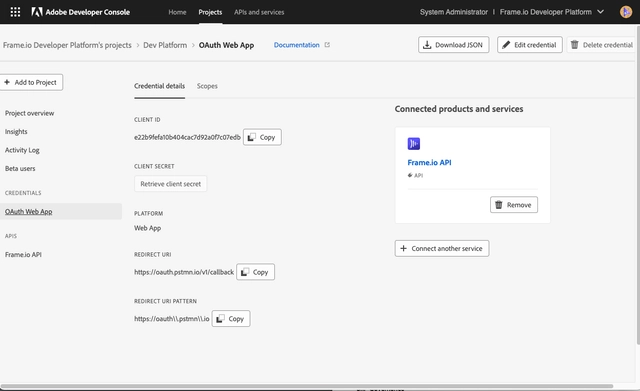 Adobe Developer Console
Home
Projects
APIs and services
System Administrator | Frame.io Developer Platform
Frame.io Developer Platform's projects > Dev Platform > OAuth Web App
Documentation
Download JSON
Edit credential
Delete credential
+ Add to Project
Project overview
Insights
Activity Log
Beta users
CREDENTIALS
OAuth Web App
APIS
Frame.io API
Credential details
Scopes
CLIENT ID
e22b9fefa10b404cac7d92a0f7c07edb
Copy
CLIENT SECRET
Retrieve client secret
PLATFORM
Web App
REDIRECT URI
https://oauth.pstmn.io/v1/callback
Copy
REDIRECT URI PATTERN
https://oauth\\.pstmn\\.io
Copy
Connected products and services
Frame.io API
API
Remove
+ Connect another service